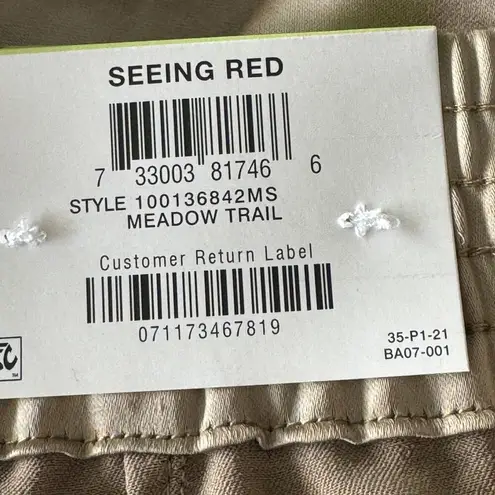 SEEING RED
7 33003 81746 6
STYLE 100136842MS
MEADOW TRAIL
Customer Return Label
071173467819
35-P1-21
BA07-001